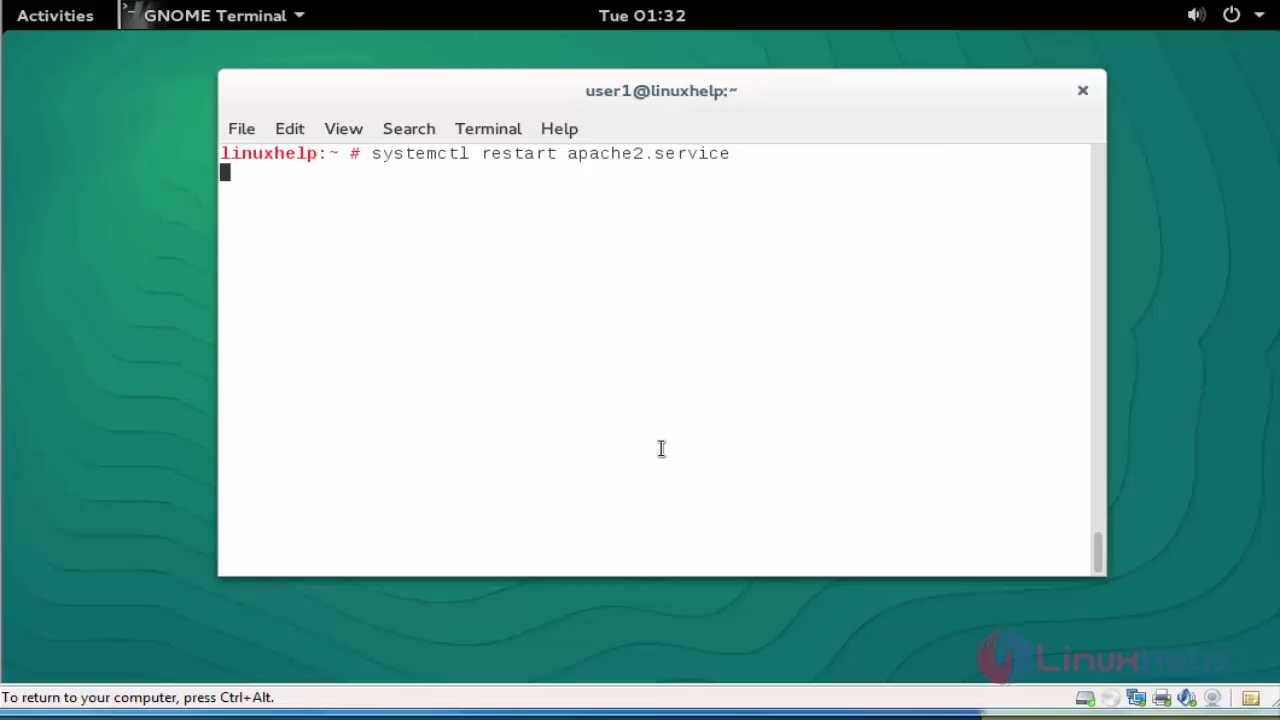 Activities
GNOME Terminal
Tue 01:32
user1@linuxhelp:~
File Edit View Search Terminal Help
linuxhelp:~ # systemctl restart apache2.service
LinuxHelp
To return to your computer, press Ctrl+Alt.